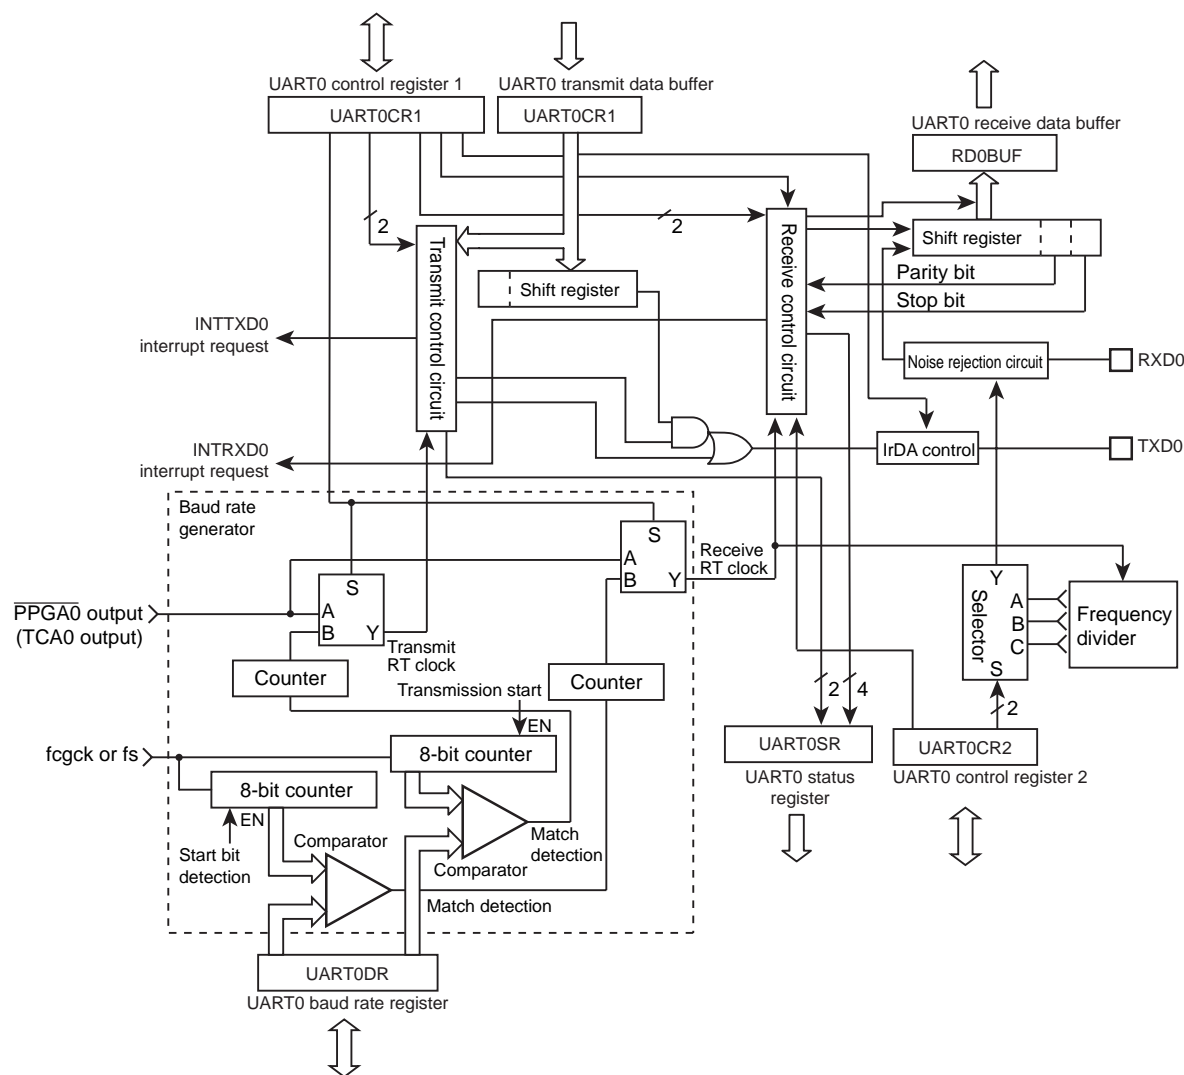 UART0 control register 1
UART0CR1
UART0 transmit data buffer
UART0CR1
UART0 receive data buffer
RD0BUF
2
2
Transmit control circuit
Receive control circuit
Shift register
Shift register
Parity bit
Stop bit
INTTXD0
interrupt request
Noise rejection circuit
RXD0
INTRXD0
interrupt request
IrDA control
TXD0
Baud rate
generator
S
A
B
Y
Receive
RT clock
S
A
B
Y
Transmit
RT clock
PPGA0 output
(TCA0 output)
Y
Selector
A
B
C
S
Frequency
divider
Counter
Counter
Transmission start
EN
2
4
2
fcgck or fs
8-bit counter
8-bit counter
EN
Start bit
detection
Comparator
Comparator
Match
detection
Match detection
UART0SR
UART0 status
register
UART0CR2
UART0 control register 2
UART0DR
UART0 baud rate register